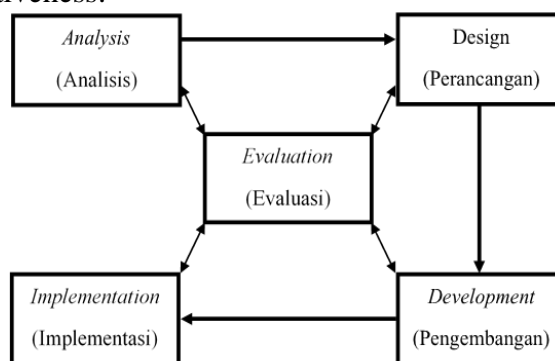 Analysis
(Analisis)
Design
(Perancangan)
Evaluation
(Evaluasi)
Implementation
(Implementasi)
Development
(Pengembangan)